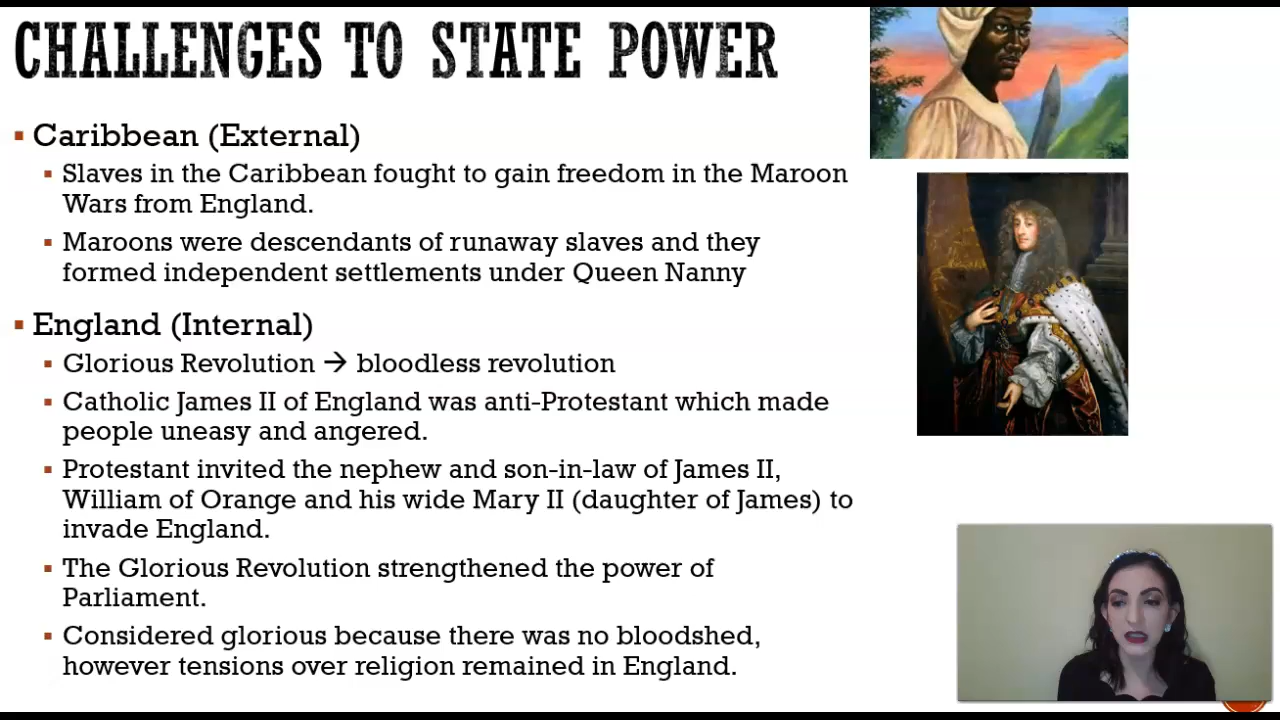 CHALLENGES TO STATE POWER
Caribbean (External)
Slaves in the Caribbean fought to gain freedom in the Maroon
Wars from England.
Maroons were descendants of runaway slaves and they
formed independent settlements under Queen Nanny
England (Internal)
Glorious Revolution → bloodless revolution
Catholic James II of England was anti-Protestant which made
people uneasy and angered.
Protestant invited the nephew and son-in-law of James II,
William of Orange and his wide Mary II (daughter of James) to
invade England.
The Glorious Revolution strengthened the power of
Parliament.
Considered glorious because there was no bloodshed,
however tensions over religion remained in England.